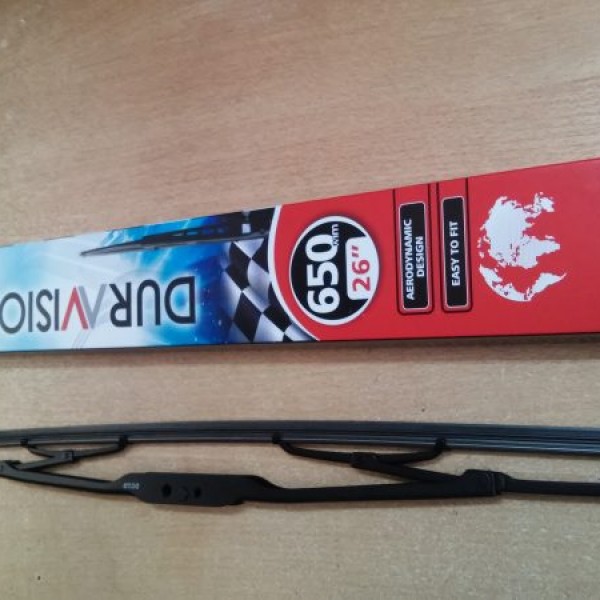 DURAVISIO
650mm
26"
AERODYNAMIC
DESIGN
EASY TO FIT